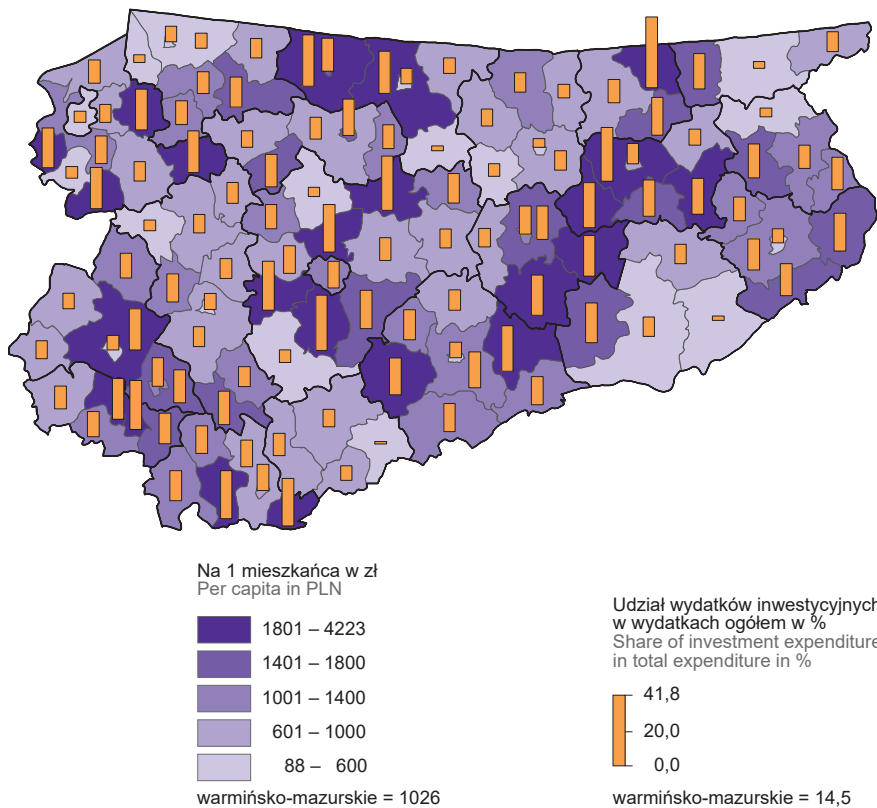 Na 1 mieszkańca w zł
Per capita in PLN
1801 – 4223
1401 – 1800
1001 – 1400
601 – 1000
88 – 600
warmińsko-mazurskie = 1026
Udział wydatków inwestycyjnych
w wydatkach ogółem w %
Share of investment expenditure
in total expenditure in %
41,8
20,0
0,0
warmińsko-mazurskie = 14,5